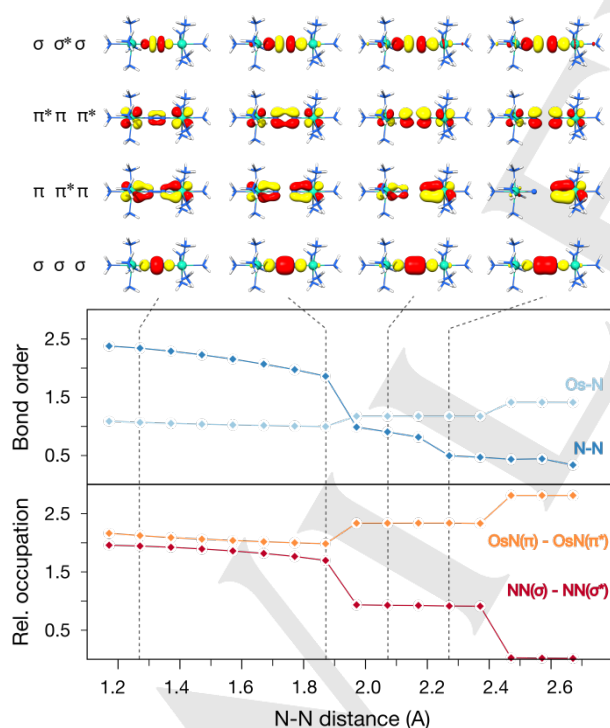 σ σ* σ
π* π π*
π π* π
σ σ σ
2.5
1.5
0.5
Bond order
Os-N
N-N
2.5
1.5
0.5
Rel. occupation
OsN(π) - OsN(π*)
NN(σ) - NN(σ*)
1.2 1.4 1.6 1.8 2.0 2.2 2.4 2.6
N-N distance (A)